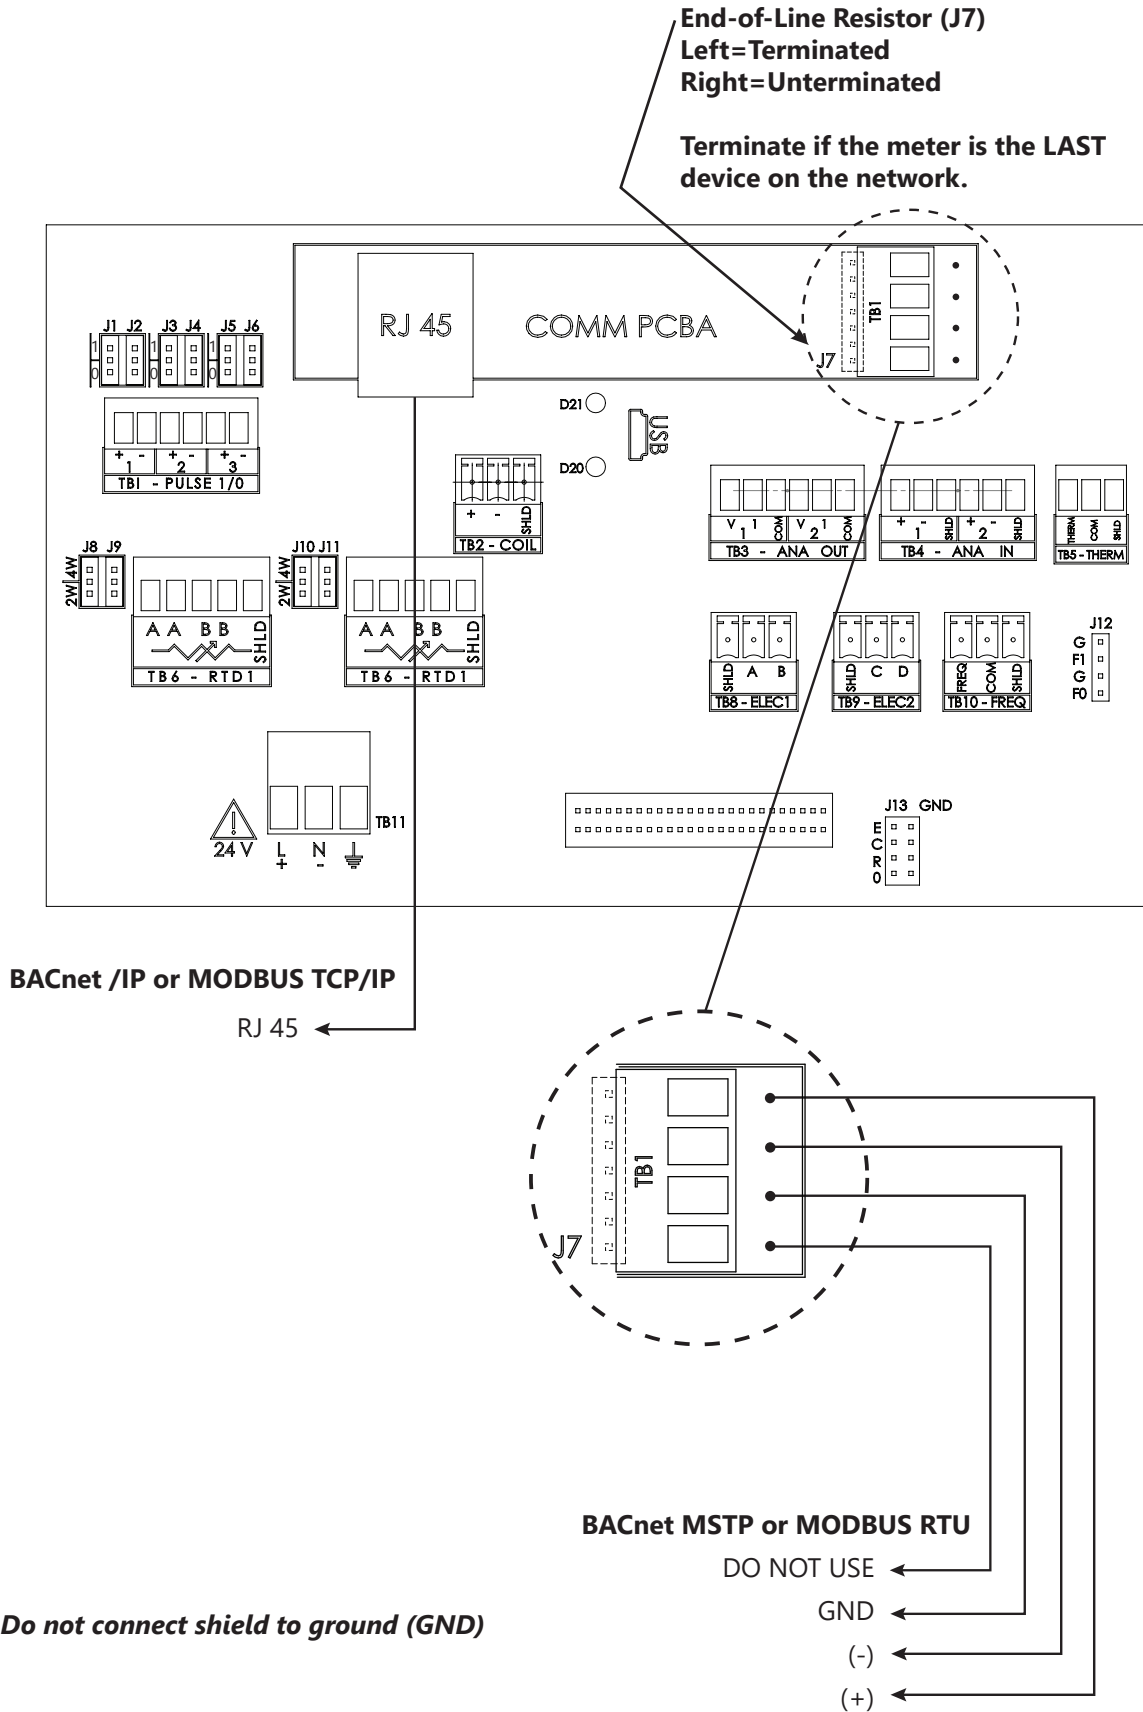 End-of-Line Resistor (J7)
Left=Terminated
Right=Unterminated
Terminate if the meter is the LAST
device on the network.
RJ 45
COMM PCBA
TB1
J7
J1 J2 J3 J4 J5 J6
1 1 1
0 0 0
+ - + - + -
1 2 3
TB1 - PULSE 1/0
D21
USB
D20
+ - SHLD
TB2 - COIL
V 1 COM V 1 COM
1 2
TB3 - ANA OUT
+ - SHLD + - SHLD
1 2
TB4 - ANA IN
THERM COM SHLD
TB5 - THERM
J8 J9
2W 4W
A A B B SHLD
TB6 - RTD1
J10 J11
2W 4W
A A B B SHLD
TB6 - RTD1
SHLD A B
TB8 - ELEC1
SHLD C D
TB9 - ELEC2
FREQ COM SHLD
TB10 - FREQ
J12
G
F1
G
F0
24 V
L N
+ -
TB11
J13 GND
E
C
R
0
BACnet /IP or MODBUS TCP/IP
RJ 45
TB1
J7
BACnet MSTP or MODBUS RTU
DO NOT USE
GND
Do not connect shield to ground (GND)
(-)
(+)